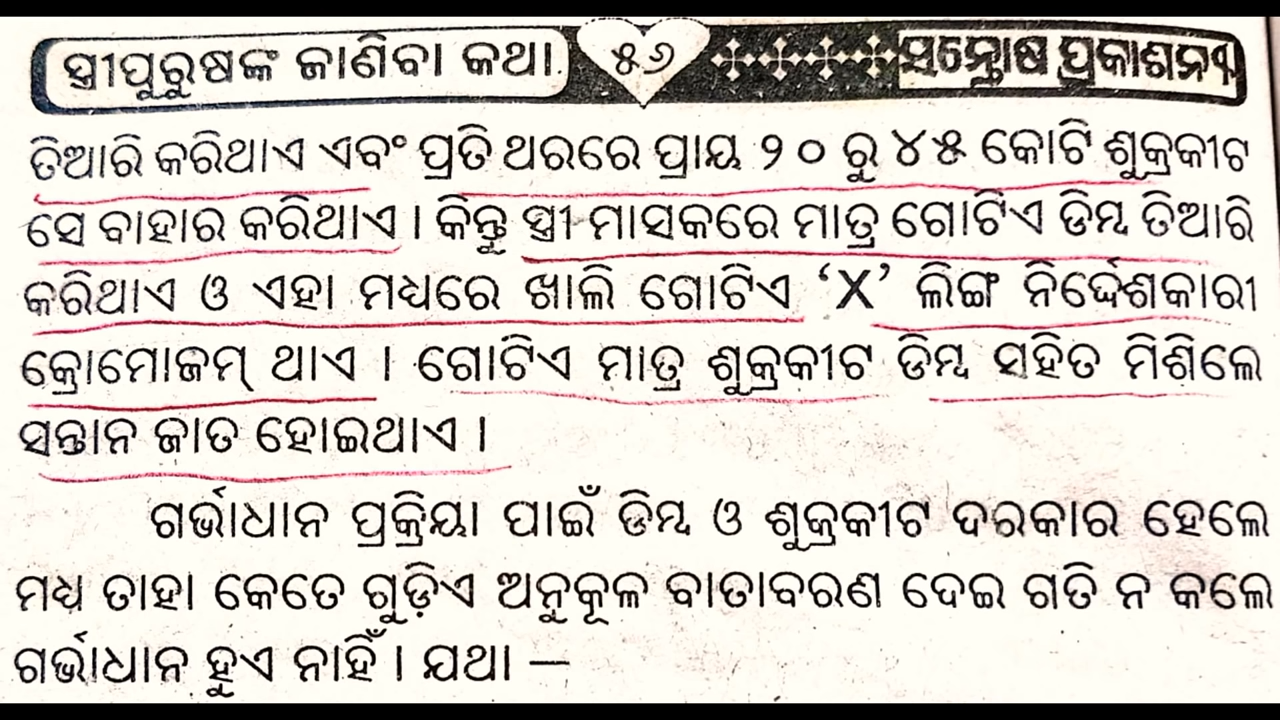 ସ୍ତ୍ରୀପୁରୁଷଙ୍କ ଜାଣିବା କଥା ୫୬ ସନ୍ତୋଷ ପ୍ରକାଶନୀ
ତିଆରି କରିଥାଏ ଏବଂ ପ୍ରତି ଥରରେ ପ୍ରାୟ ୨୦ ରୁ ୪୫ କୋଟି ଶୁକ୍ରକୀଟ
ସେ ବାହାର କରିଥାଏ । କିନ୍ତୁ ସ୍ତ୍ରୀ ମାସକରେ ମାତ୍ର ଗୋଟିଏ ଡିମ୍ବ ତିଆରି
କରିଥାଏ ଓ ଏହା ମଧ୍ୟରେ ଖାଲି ଗୋଟିଏ ‘X’ ଲିଙ୍ଗ ନିର୍ଦ୍ଦେଶକାରୀ
କ୍ରୋମୋଜମ୍ ଥାଏ । ଗୋଟିଏ ମାତ୍ର ଶୁକ୍ରକୀଟ ଡିମ୍ବ ସହିତ ମିଶିଲେ
ସନ୍ତାନ ଜାତ ହୋଇଥାଏ ।
ଗର୍ଭାଧାନ ପ୍ରକ୍ରିୟା ପାଇଁ ଡିମ୍ବ ଓ ଶୁକ୍ରକୀଟ ଦରକାର ହେଲେ
ମଧ୍ୟ ତାହା କେତେ ଗୁଡ଼ିଏ ଅନୁକୂଳ ବାତାବରଣ ଦେଇ ଗତି ନ କଲେ
ଗର୍ଭାଧାନ ହୁଏ ନାହିଁ । ଯଥା —